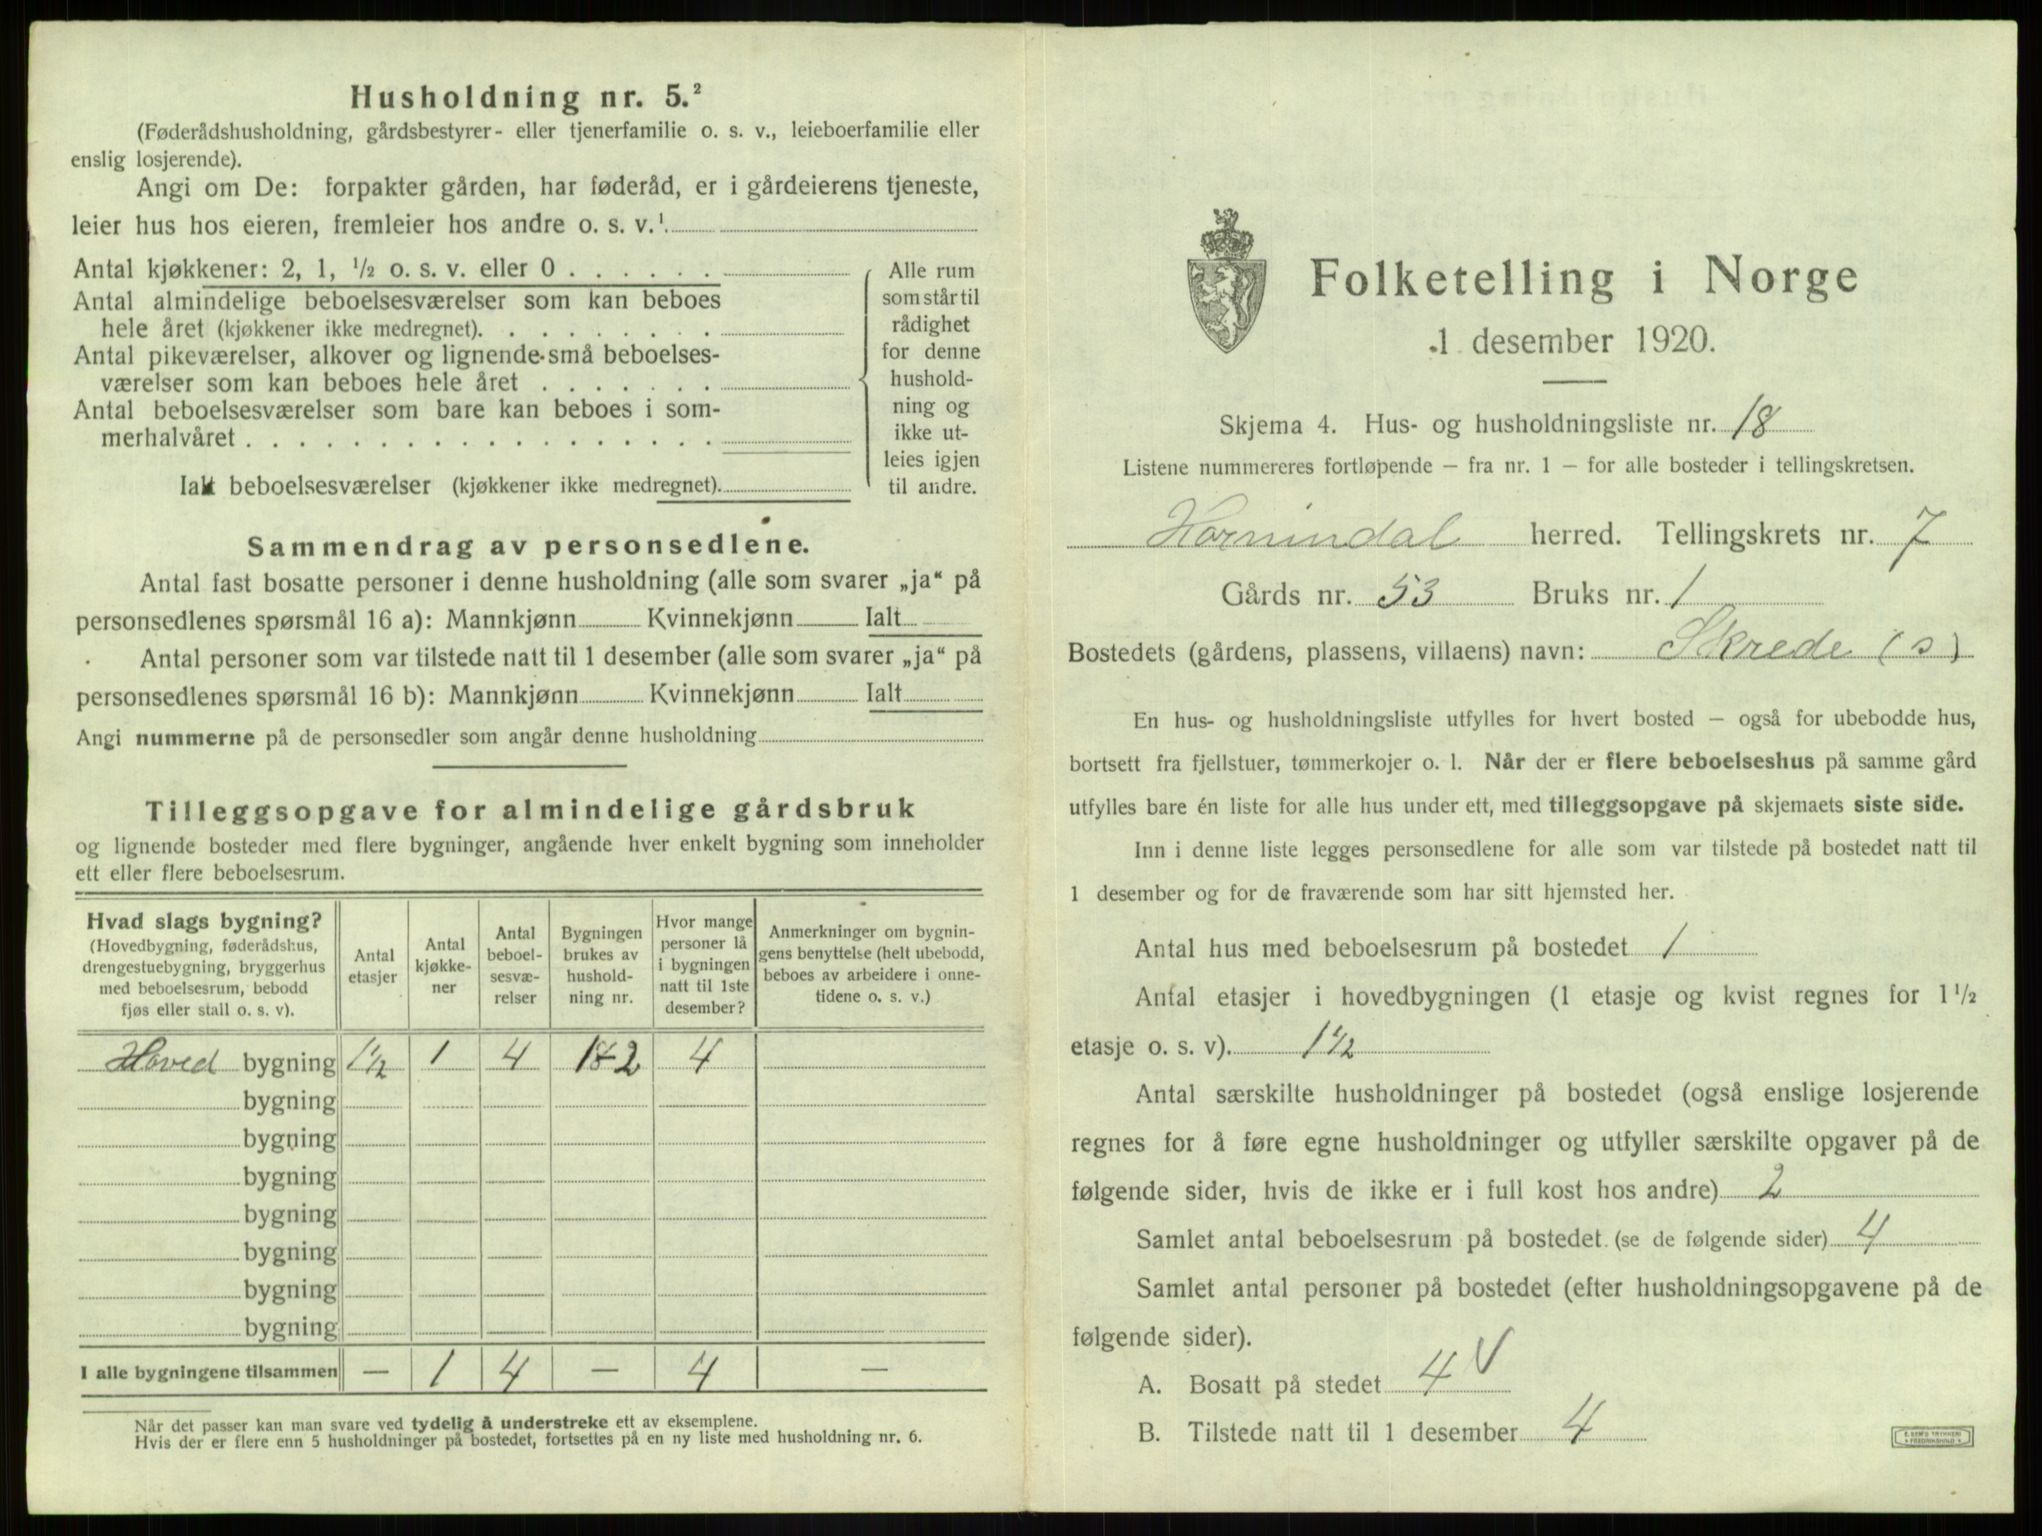 Husholdning nr. 5.²
(Føderådshusholdning, gårdsbestyrer- eller tjenerfamilie o. s. v., leieboerfamilie eller
enslig losjerende).
Angi om De: forpakter gården, har føderåd, er i gårdeierens tjeneste,
leier hus hos eieren, fremleier hos andre o. s. v.¹
Antal kjøkkener: 2, 1, ½ o. s. v. eller 0 . . . . . .
Antal almindelige beboelsesværelser som kan beboes
hele året (kjøkkener ikke medregnet). . . . . . . . .
Antal pikeværelser, alkover og lignende små beboelses-
værelser som kan beboes hele året . . . . . . .
Antal beboelsesværelser som bare kan beboes i som-
merhalvåret . . . . . . . . . . . . . . . . . .
Ialt beboelsesværelser (kjøkkener ikke medregnet).
Alle rum
som står til
rådighet
for denne
hushold-
ning og
ikke ut-
leies igjen
til andre.
Sammendrag av personsedlene.
Antal fast bosatte personer i denne husholdning (alle som svarer „ja“ på
personsedlenes spørsmål 16 a): Mannkjønn Kvinnekjønn Ialt
Antal personer som var tilstede natt til 1 desember (alle som svarer „ja“ på
personsedlenes spørsmål 16 b): Mannkjønn Kvinnekjønn Ialt
Angi nummerne på de personsedler som angår denne husholdning
Tilleggsopgave for almindelige gårdsbruk
og lignende bosteder med flere bygninger, angående hver enkelt bygning som inneholder
ett eller flere beboelsesrum.
Hvad slags bygning?
(Hovedbygning, føderådshus,
drengestuebygning, bryggerhus
med beboelsesrum, bebodd
fjøs eller stall o. s. v).
Antal
etasjer
Antal
kjøkke-
ner
Antal
beboel-
sesvæ-
relser
Bygningen
brukes av
hushold-
ning nr.
Hvor mange
personer lå
i bygningen
natt til 1ste
desember?
Anmerkninger om bygnin-
gens benyttelse (helt ubebodd,
beboes av arbeidere i onne-
tidene o. s. v.)
Hoved bygning 1½ 1 4 1&2 4
bygning
bygning
bygning
bygning
bygning
bygning
bygning
I alle bygningene tilsammen — 1 4 — 4 —
Når det passer kan man svare ved tydelig å understreke ett av eksemplene.
Hvis der er flere enn 5 husholdninger på bostedet, fortsettes på en ny liste med husholdning nr. 6.
Folketelling i Norge
1 desember 1920.
Skjema 4. Hus- og husholdningsliste nr. 18
Listene nummereres fortløpende — fra nr. 1 — for alle bosteder i tellingskretsen.
Hornindal herred. Tellingskrets nr. 7
Gårds nr. 53 Bruks nr. 1
Bostedets (gårdens, plassens, villaens) navn: Skrede (s)
En hus- og husholdningsliste utfylles for hvert bosted — også for ubebodde hus,
bortsett fra fjellstuer, tømmerkojer o. l. Når der er flere beboelseshus på samme gård
utfylles bare én liste for alle hus under ett, med tilleggsopgave på skjemaets siste side.
Inn i denne liste legges personsedlene for alle som var tilstede på bostedet natt til
1 desember og for de fraværende som har sitt hjemsted her.
Antal hus med beboelsesrum på bostedet 1
Antal etasjer i hovedbygningen (1 etasje og kvist regnes for 1½
etasje o. s. v). 1½
Antal særskilte husholdninger på bostedet (også enslige losjerende
regnes for å føre egne husholdninger og utfyller særskilte opgaver på de
følgende sider, hvis de ikke er i full kost hos andre) 2
Samlet antal beboelsesrum på bostedet (se de følgende sider) 4
Samlet antal personer på bostedet (efter husholdningsopgavene på de
følgende sider).
A. Bosatt på stedet 4 V
B. Tilstede natt til 1 desember 4
E. SEM'S TRYKKERI
FREDRIKSHALD